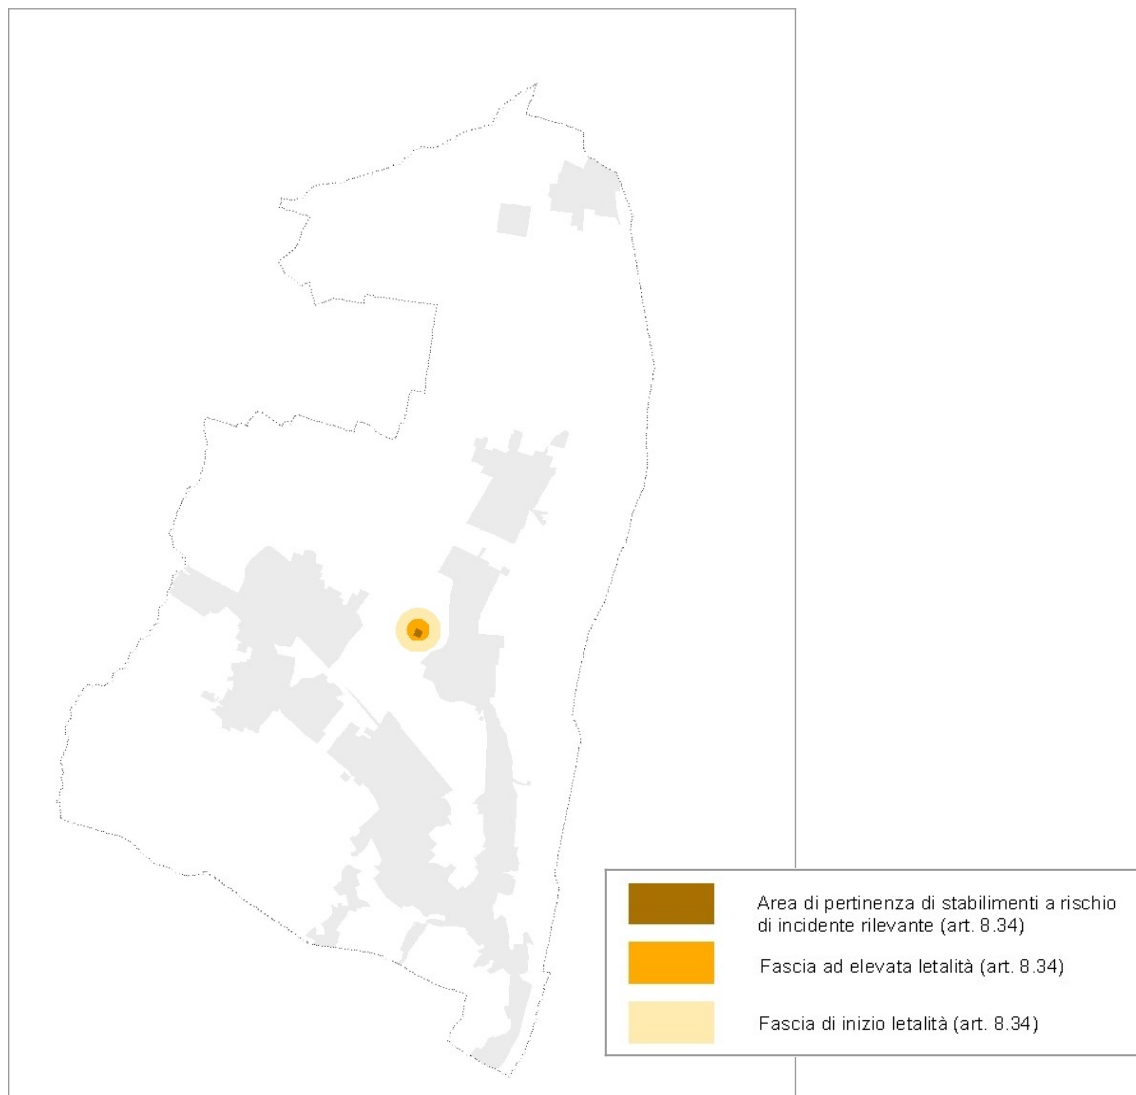 Area di pertinenza di stabilimenti a rischio
di incidente rilevante (art. 8.34)
Fascia ad elevata letalità (art. 8.34)
Fascia di inizio letalità (art. 8.34)